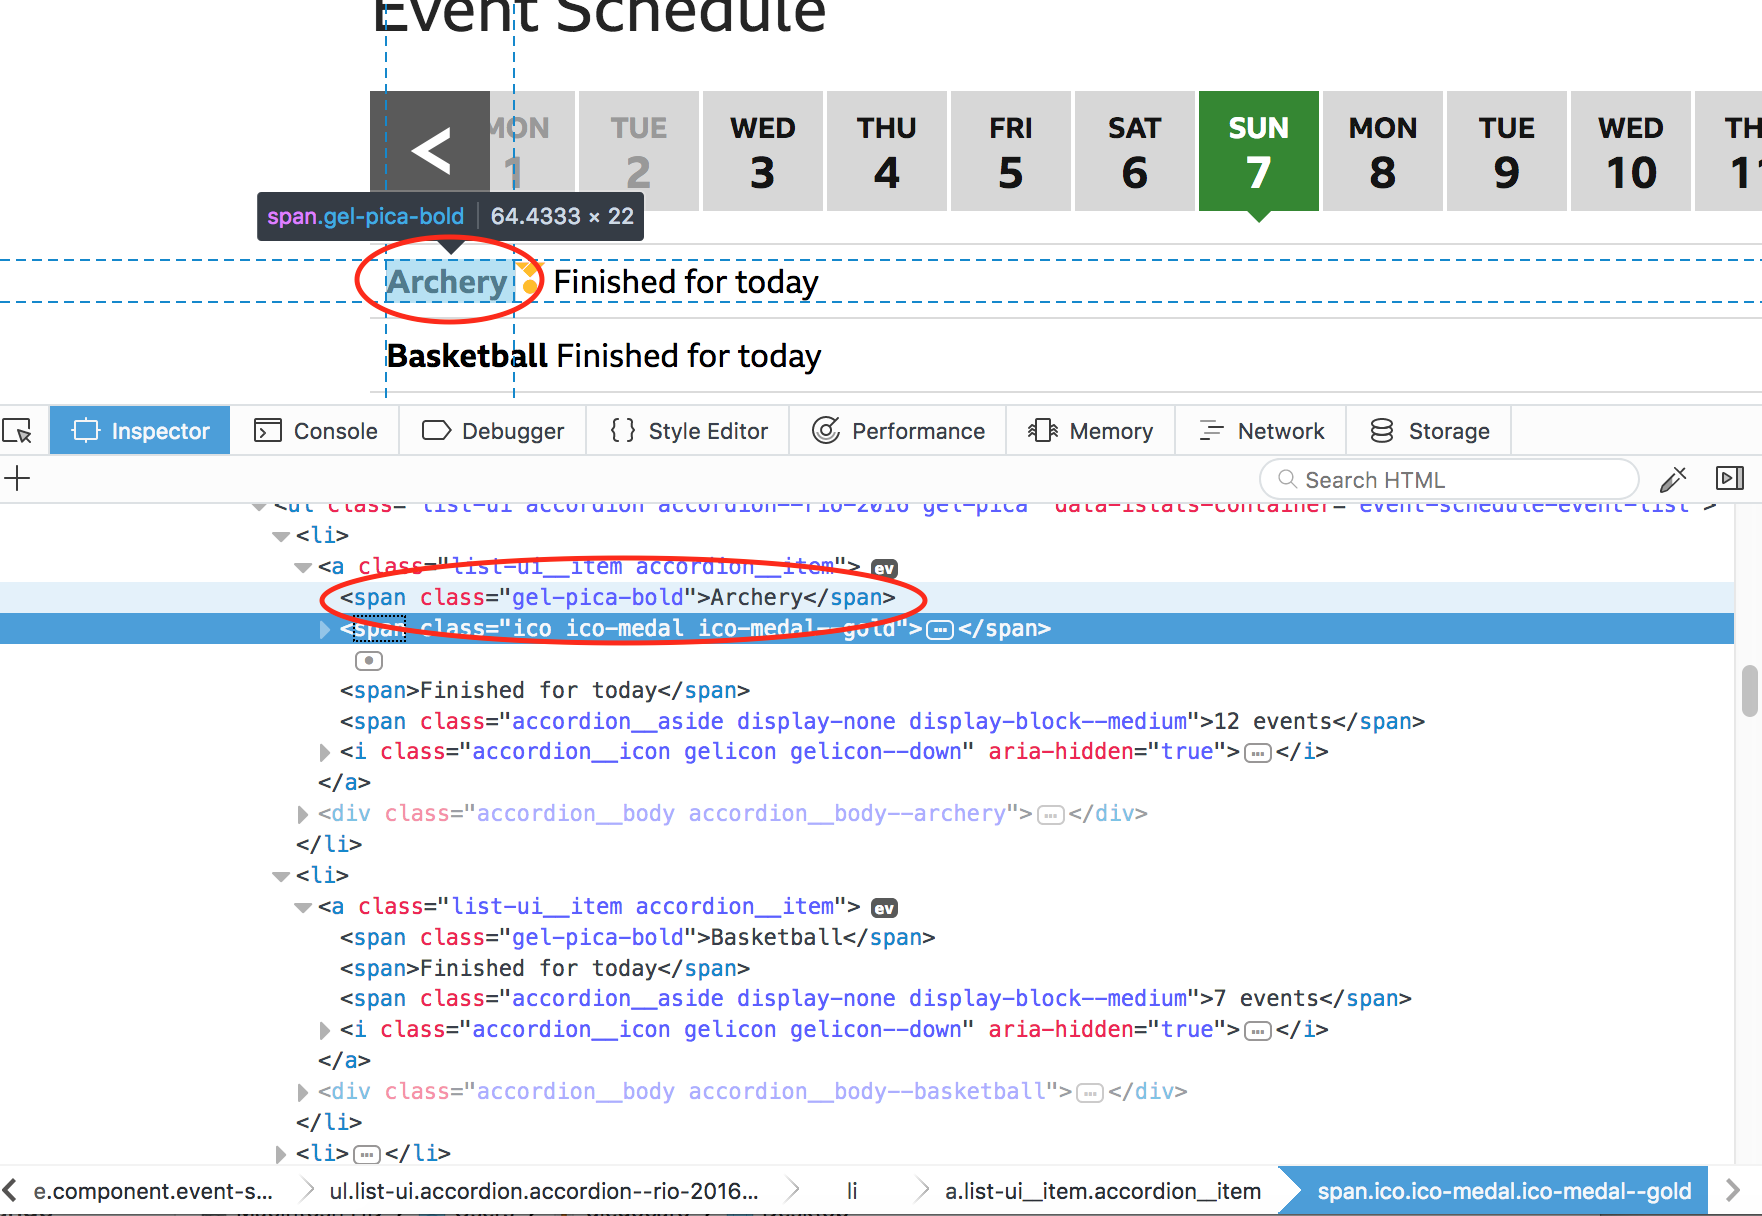 Event Schedule
<
MON 1
TUE 2
WED 3
THU 4
FRI 5
SAT 6
SUN 7
MON 8
TUE 9
WED 10
TH 11
span.gel-pica-bold 64.4333 × 22
Archery Finished for today
Basketball Finished for today
Inspector Console Debugger {} Style Editor Performance Memory Network Storage
+ Search HTML
<ul class="list-ui accordion accordion--rio-2016 gel-pica" data-istats-container="event-schedule-event-list">
<li>
<a class="list-ui__item accordion__item"> ev
<span class="gel-pica-bold">Archery</span>
<span class="ico ico-medal ico-medal--gold">…</span>
<span>Finished for today</span>
<span class="accordion__aside display-none display-block--medium">12 events</span>
<i class="accordion__icon gelicon gelicon--down" aria-hidden="true">…</i>
</a>
<div class="accordion__body accordion__body--archery">…</div>
</li>
<li>
<a class="list-ui__item accordion__item"> ev
<span class="gel-pica-bold">Basketball</span>
<span>Finished for today</span>
<span class="accordion__aside display-none display-block--medium">7 events</span>
<i class="accordion__icon gelicon gelicon--down" aria-hidden="true">…</i>
</a>
<div class="accordion__body accordion__body--basketball">…</div>
</li>
<li>…</li>
e.component.event-s... ul.list-ui.accordion.accordion--rio-2016... li a.list-ui__item.accordion__item span.ico.ico-medal.ico-medal--gold